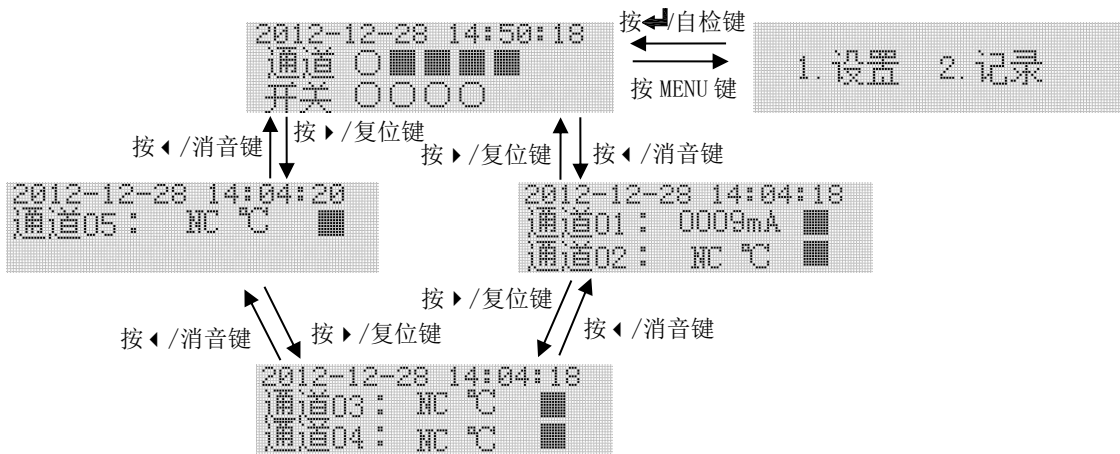 2012-12-28 14:50:18
通道 ○■■■■
开关 ○○○○
按↵/自检键
按 MENU 键
1.设置 2.记录
按◂/消音键
按▸/复位键
按▸/复位键
按◂/消音键
2012-12-28 14:04:20
通道05： NC ℃ ■
2012-12-28 14:04:18
通道01： 0009mA ■
通道02： NC ℃ ■
按◂/消音键
按▸/复位键
按▸/复位键
按◂/消音键
2012-12-28 14:04:18
通道03： NC ℃ ■
通道04： NC ℃ ■